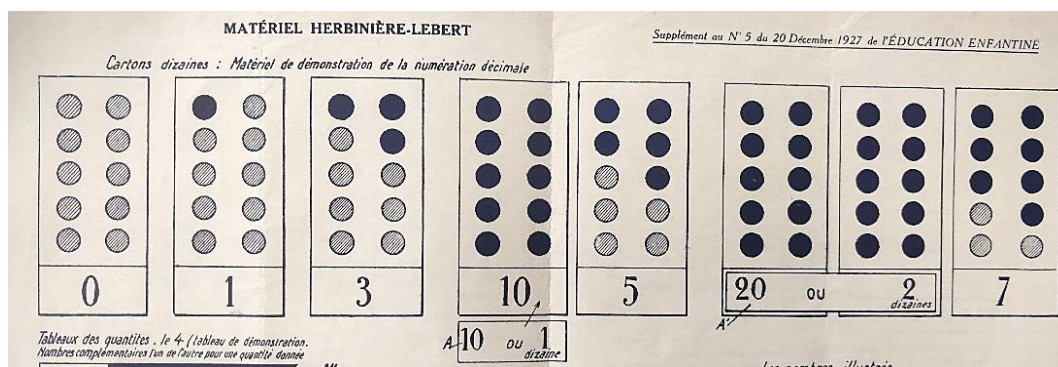 MATÉRIEL HERBINIÈRE-LEBERT
Supplément au N° 5 du 20 Décembre 1927 de l'ÉDUCATION ENFANTINE
Cartons dizaines : Matériel de démonstration de la numération décimale
0 1 3 10 5 20 ou 2 dizaines 7
A 10 ou 1 dizaine
A'
Tableaux des quantités. le 4 (tableau de démonstration.
Nombres complémentaires l'un de l'autre pour une quantité donnée